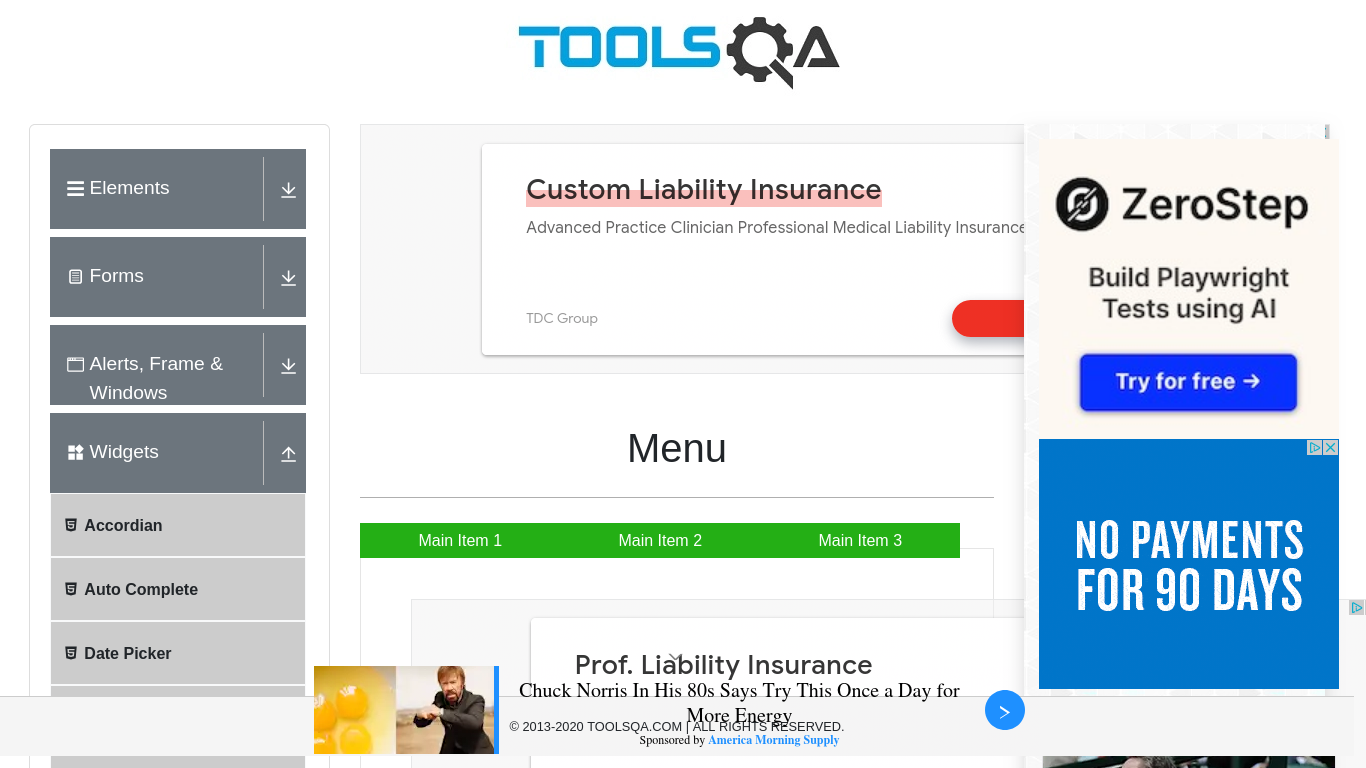 TOOLSQA
Elements
Forms
Alerts, Frame &
Windows
Widgets
Accordian
Auto Complete
Date Picker
Custom Liability Insurance
Advanced Practice Clinician Professional Medical Liability Insurance
TDC Group
Menu
Main Item 1
Main Item 2
Main Item 3
Prof. Liability Insurance
Chuck Norris In His 80s Says Try This Once a Day for
More Energy
© 2013-2020 TOOLSQA.COM | ALL RIGHTS RESERVED.
Sponsored by America Morning Supply
ZeroStep
Build Playwright
Tests using AI
Try for free →
NO PAYMENTS
FOR 90 DAYS